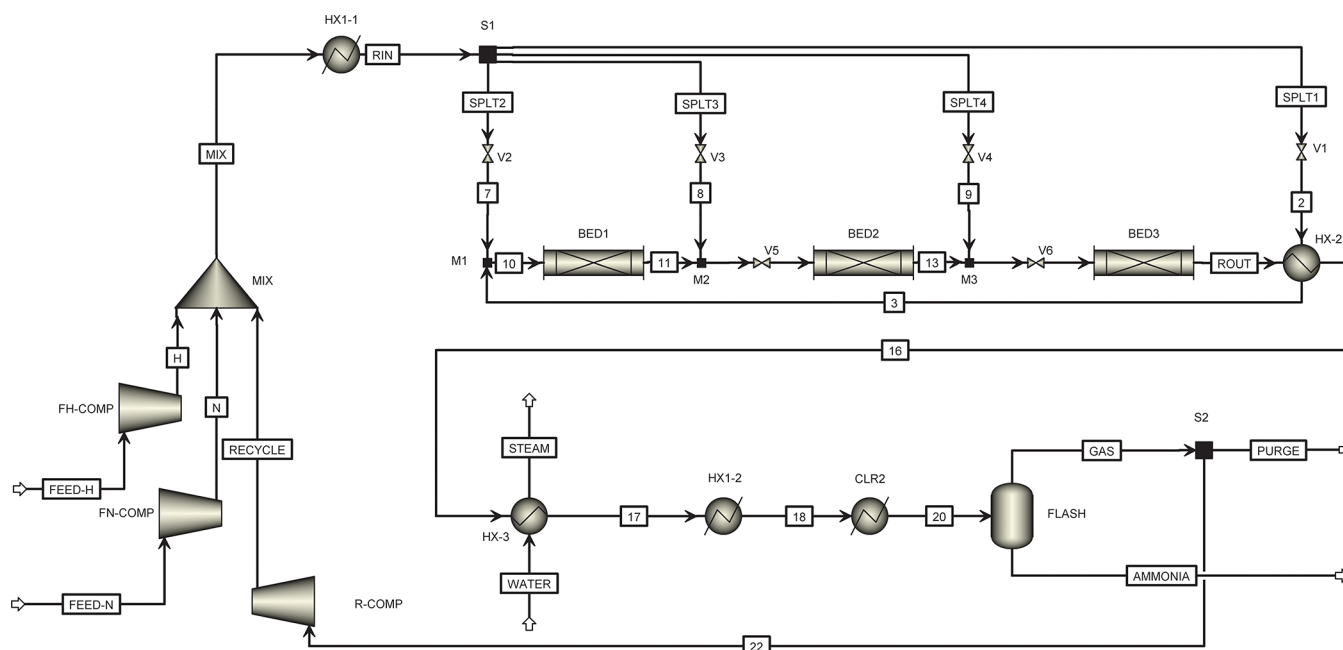 HX1-1
RIN
S1
SPLT2
SPLT3
SPLT4
SPLT1
MIX
V2
V3
V4
V1
7
8
9
2
BED1
BED2
BED3
HX-2
M1
10
11
M2
V5
13
M3
V6
ROUT
MIX
3
H
16
FH-COMP
N
S2
RECYCLE
STEAM
GAS
PURGE
FEED-H
HX1-2
CLR2
FN-COMP
17
18
20
FLASH
HX-3
WATER
AMMONIA
FEED-N
R-COMP
22